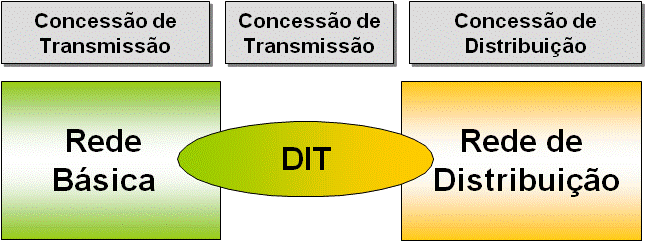 Concessão de
Transmissão
Concessão de
Transmissão
Concessão de
Distribuição
Rede
Básica
DIT
Rede de
Distribuição